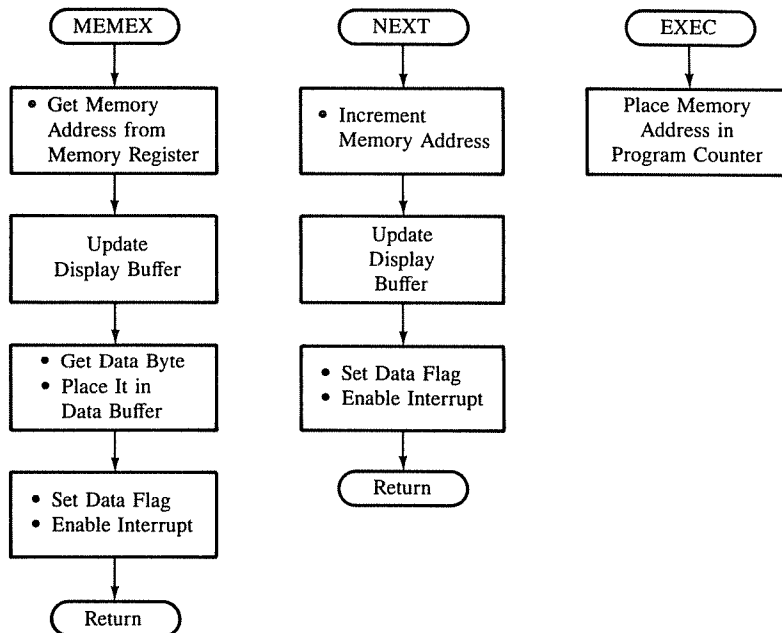 MEMEX
• Get Memory
Address from
Memory Register
Update
Display Buffer
• Get Data Byte
• Place It in
Data Buffer
• Set Data Flag
• Enable Interrupt
Return
NEXT
• Increment
Memory Address
Update
Display
Buffer
• Set Data Flag
• Enable Interrupt
Return
EXEC
Place Memory
Address in
Program Counter